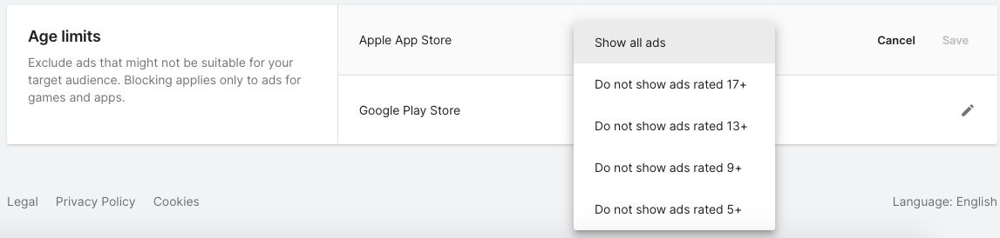 Age limits
Exclude ads that might not be suitable for your
target audience. Blocking applies only to ads for
games and apps.
Apple App Store
Show all ads
Do not show ads rated 17+
Do not show ads rated 13+
Do not show ads rated 9+
Do not show ads rated 5+
Cancel Save
Google Play Store
Legal Privacy Policy Cookies
Language: English